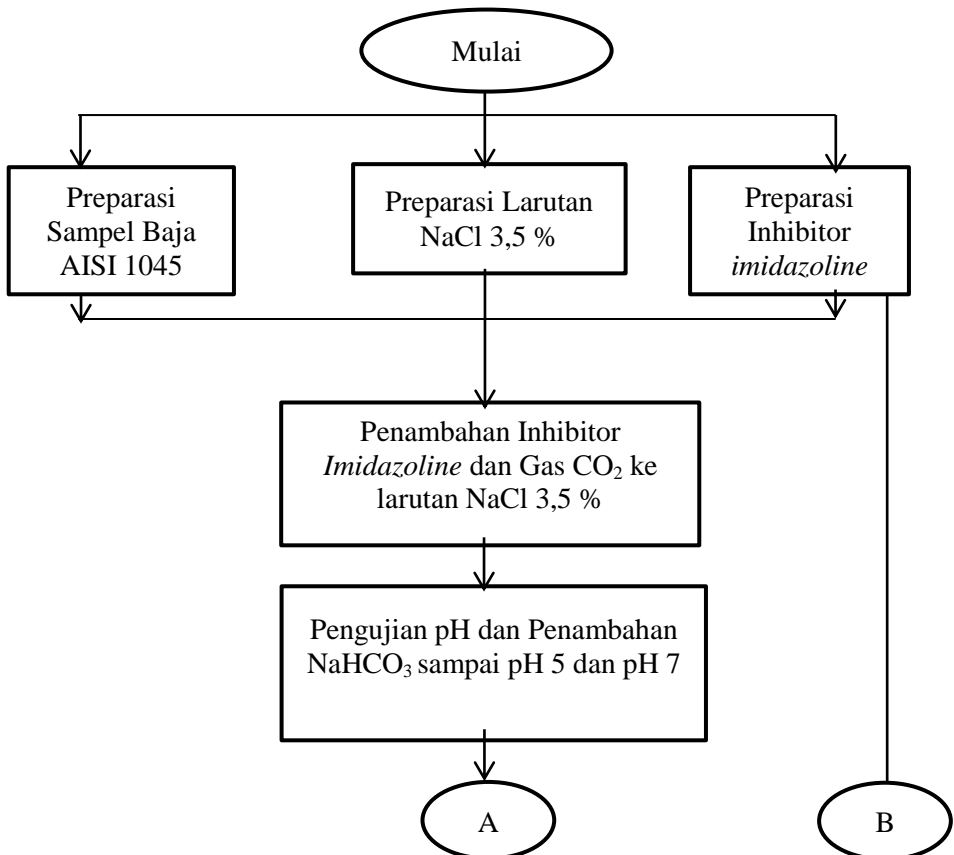 Mulai
Preparasi
Sampel Baja
AISI 1045
Preparasi Larutan
NaCl 3,5 %
Preparasi
Inhibitor
imidazoline
Penambahan Inhibitor
Imidazoline dan Gas CO₂ ke
larutan NaCl 3,5 %
Pengujian pH dan Penambahan
NaHCO₃ sampai pH 5 dan pH 7
A
B